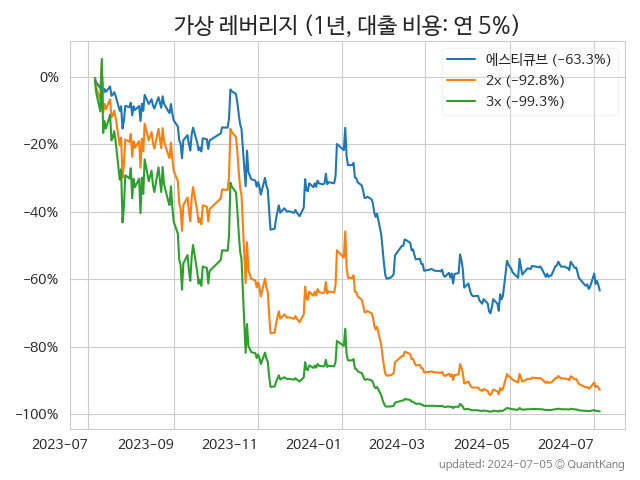 가상 레버리지 (1년, 대출 비용: 연 5%)
에스티큐브 (−63.3%)
2x (−92.8%)
3x (−99.3%)
0%
−20%
−40%
−60%
−80%
−100%
2023-07 2023-09 2023-11 2024-01 2024-03 2024-05 2024-07
updated: 2024-07-05 © QuantKang